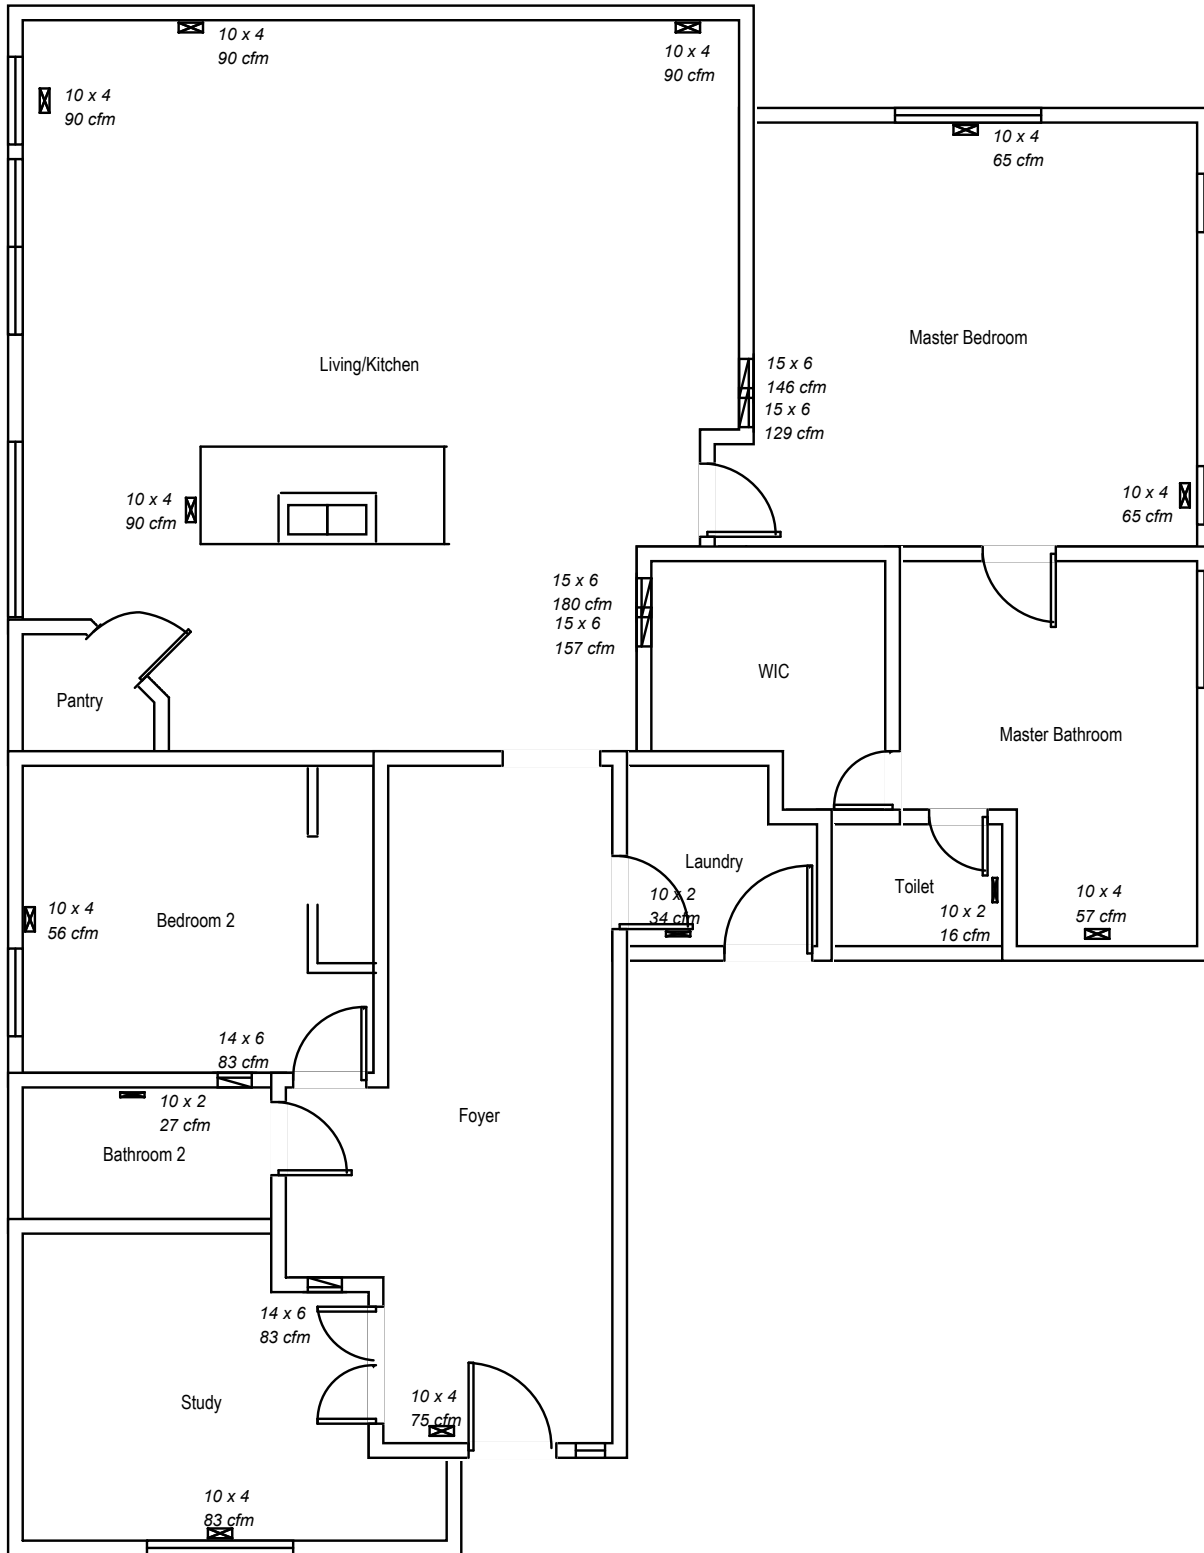 10 x 4
90 cfm
10 x 4
90 cfm
10 x 4
90 cfm
10 x 4
65 cfm
Master Bedroom
Living/Kitchen
15 x 6
146 cfm
15 x 6
129 cfm
10 x 4
90 cfm
10 x 4
65 cfm
15 x 6
180 cfm
15 x 6
157 cfm
WIC
Pantry
Master Bathroom
Laundry
10 x 2
34 cfm
Toilet
10 x 2
16 cfm
10 x 4
57 cfm
10 x 4
56 cfm
Bedroom 2
14 x 6
83 cfm
10 x 2
27 cfm
Bathroom 2
Foyer
14 x 6
83 cfm
Study
10 x 4
75 cfm
10 x 4
83 cfm